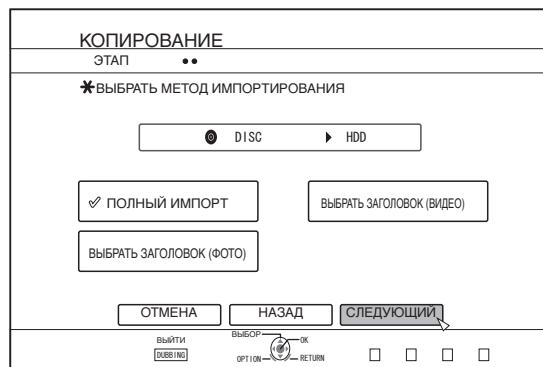 КОПИРОВАНИЕ
ЭТАП
ВЫБРАТЬ МЕТОД ИМПОРТИРОВАНИЯ
DISC HDD
ПОЛНЫЙ ИМПОРТ
ВЫБРАТЬ ЗАГОЛОВОК (ВИДЕО)
ВЫБРАТЬ ЗАГОЛОВОК (ФОТО)
ОТМЕНА НАЗАД СЛЕДУЮЩИЙ
ВЫЙТИ
DUBBING
ВЫБОР
OK
OPTION
RETURN